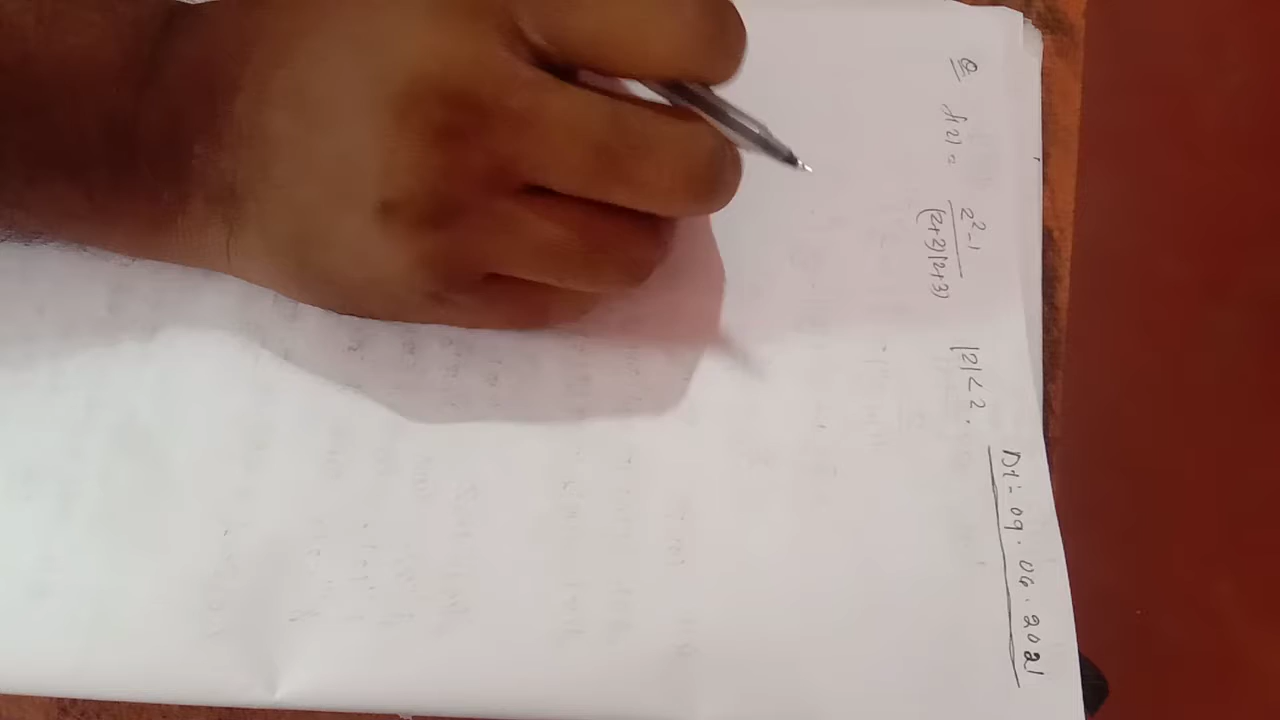 Dt:- 09.06.2021
Q f(z) = z²-1 / (z+2)(z+3) |z| < 2.